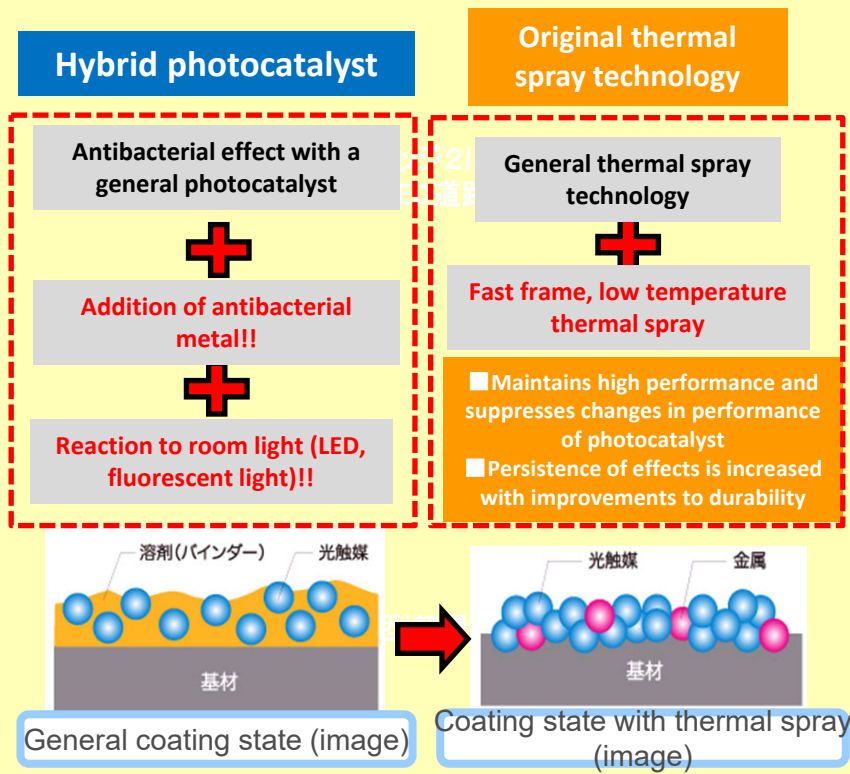 Hybrid photocatalyst
Antibacterial effect with a
general photocatalyst
Addition of antibacterial
metal!!
Reaction to room light (LED,
fluorescent light)!!
Original thermal
spray technology
General thermal spray
technology
Fast frame, low temperature
thermal spray
■Maintains high performance and
suppresses changes in performance
of photocatalyst
■Persistence of effects is increased
with improvements to durability
溶剤(バインダー)
光触媒
基材
General coating state (image)
光触媒
金属
基材
Coating state with thermal spray
(image)